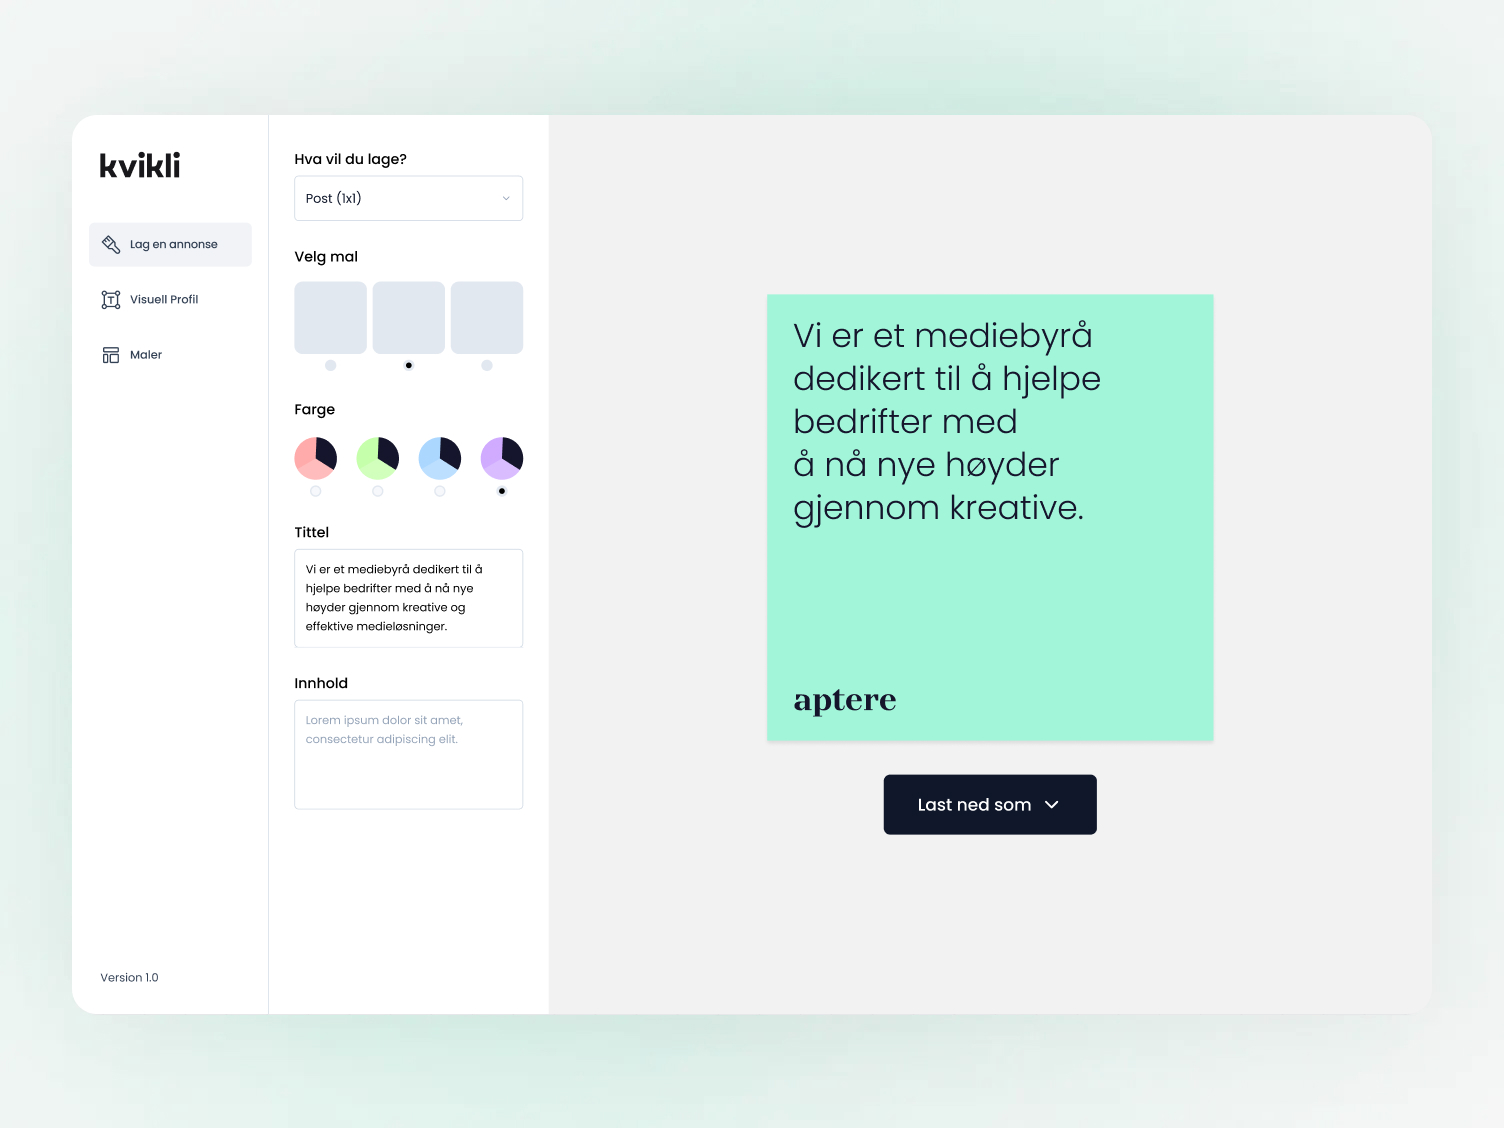 kvikli
Lag en annonse
Visuell Profil
Maler
Version 1.0
Hva vil du lage?
Post (1x1)
Velg mal
Farge
Tittel
Vi er et mediebyrå dedikert til å
hjelpe bedrifter med å nå nye
høyder gjennom kreative og
effektive medieløsninger.
Innhold
Lorem ipsum dolor sit amet,
consectetur adipiscing elit.
Vi er et mediebyrå
dedikert til å hjelpe
bedrifter med
å nå nye høyder
gjennom kreative.
aptere
Last ned som